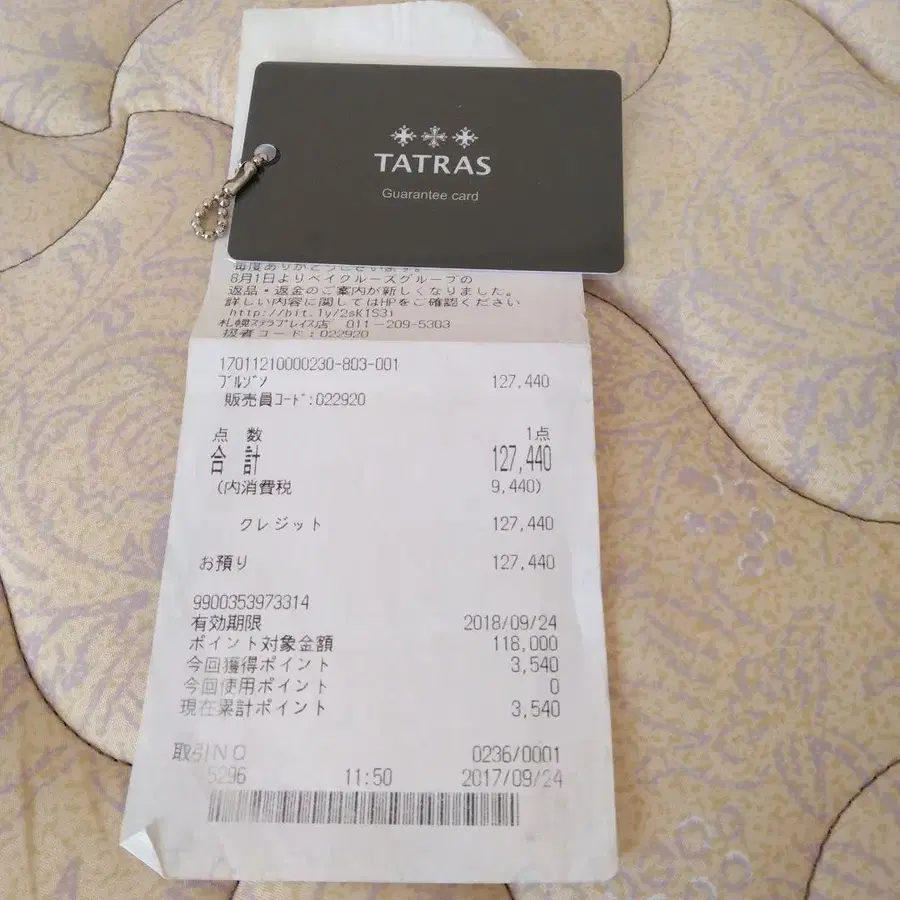 TATRAS
Guarantee card
毎度ありがとうございます。
8月1日よりベイクルーズグループの
返品・返金のご案内が新しくなりました。
詳しい内容に関してはHPをご確認ください
http://bit.ly/2sK1S3i
札幌ステラプレイス店 011-209-5303
扱者コード:022920
17011210000230-803-001
ブルゾン 127,440
販売員コード:022920
点 数 1点
合 計 127,440
(内消費税 9,440)
クレジット 127,440
お預り 127,440
9900353973314
有効期限 2018/09/24
ポイント対象金額 118,000
今回獲得ポイント 3,540
今回使用ポイント 0
現在累計ポイント 3,540
取引NO 0236/0001
5296 11:50 2017/09/24